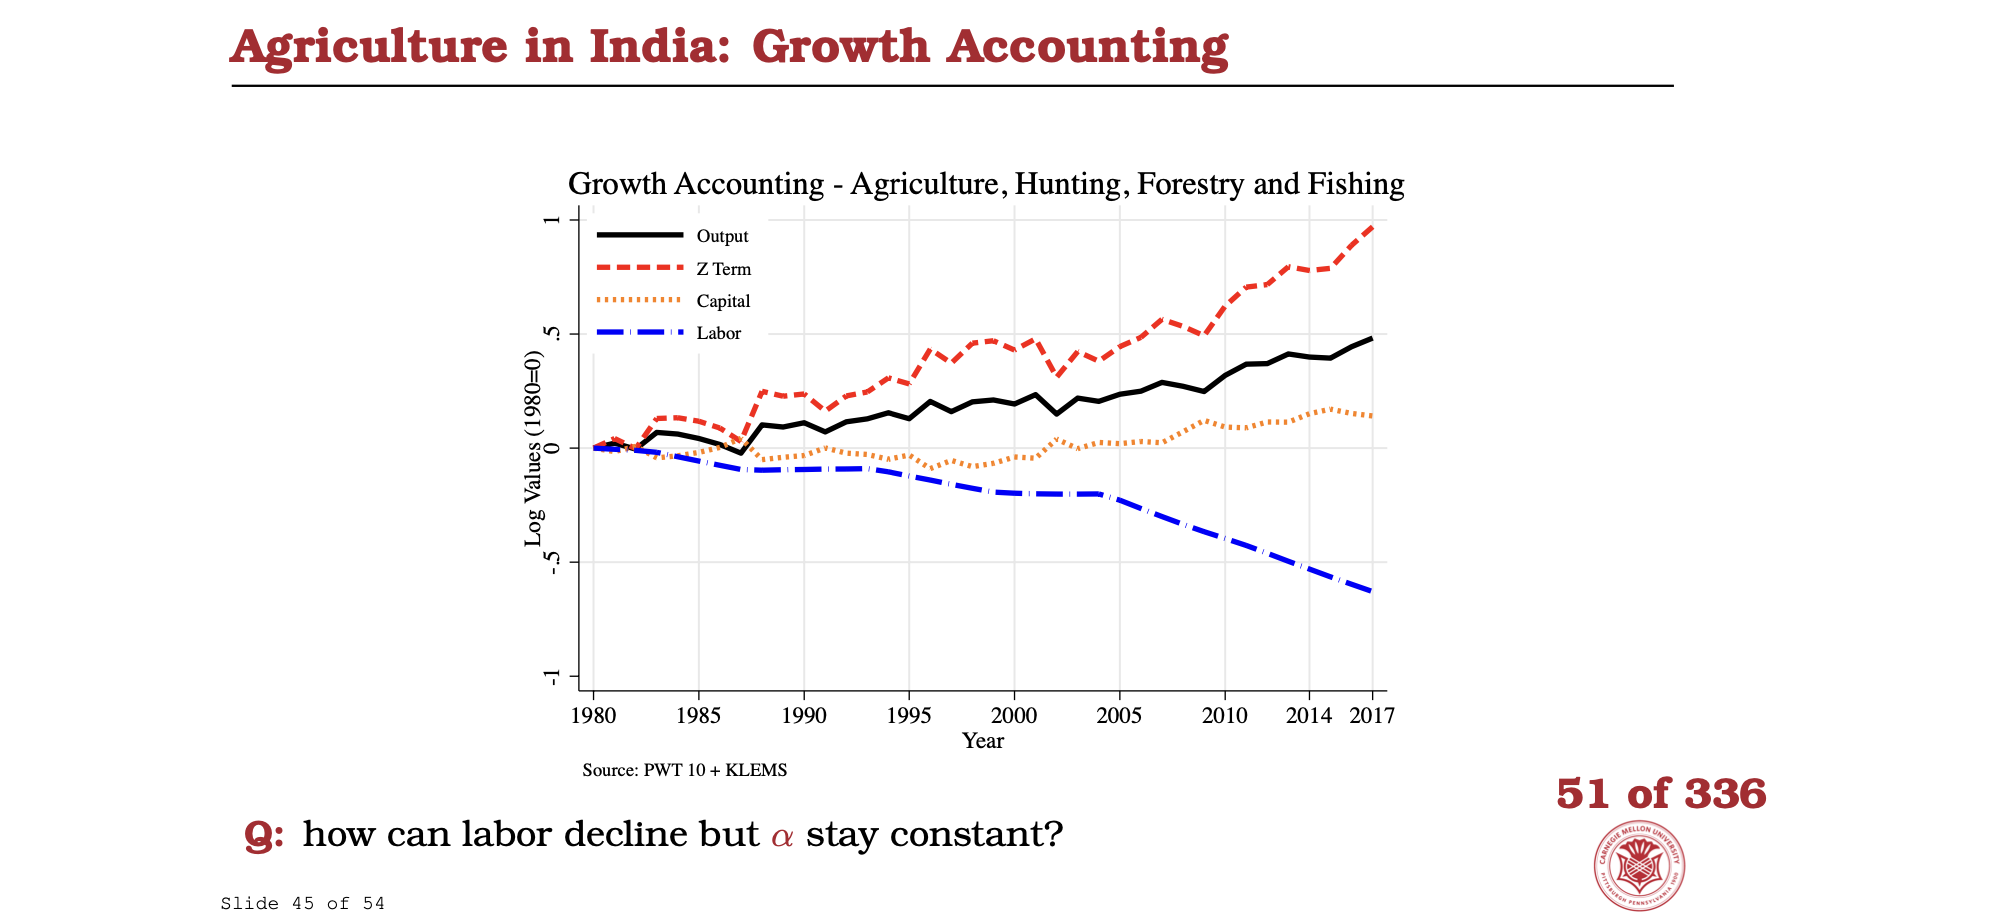 Agriculture in India: Growth Accounting
Growth Accounting - Agriculture, Hunting, Forestry and Fishing
Output
Z Term
Capital
Labor
Log Values (1980=0)
1
.5
0
-.5
-1
1980 1985 1990 1995 2000 2005 2010 2014 2017
Year
Source: PWT 10 + KLEMS
51 of 336
Q: how can labor decline but α stay constant?
CARNEGIE MELLON UNIVERSITY
PITTSBURGH PENNSYLVANIA 1900
Slide 45 of 54